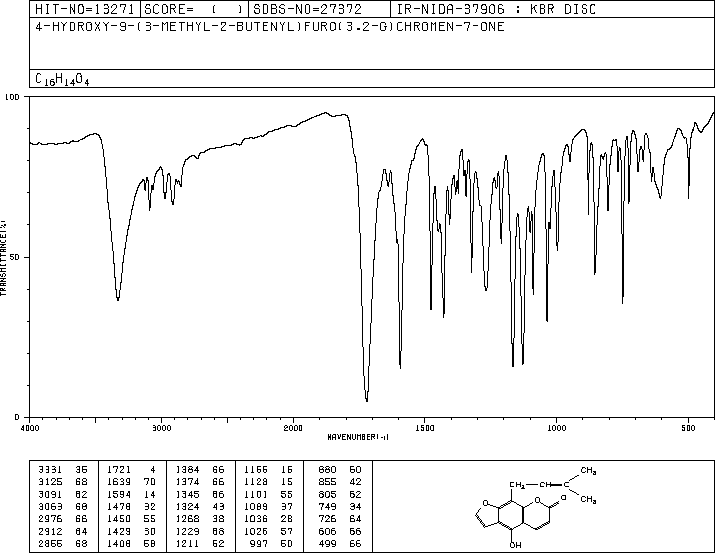 HIT-NO=13271 SCORE= ( ) SDBS-NO=27372 IR-NIDA-37906 : KBR DISC
4-HYDROXY-9-(3-METHYL-2-BUTENYL)FURO(3.2-G)CHROMEN-7-ONE
C16H14O4
100
50
0
TRANSMITTANCE(%)
4000 3000 2000 1500 1000 500
WAVENUMBER(-1)
3331 35 1721 4 1384 66 1155 15 880 60
3125 68 1639 70 1374 66 1128 15 855 42
3091 62 1594 14 1345 66 1101 55 805 62
3063 68 1478 32 1324 43 1089 37 749 34
2976 66 1450 55 1268 38 1036 28 726 64
2912 64 1429 30 1229 68 1026 57 606 66
2855 68 1408 58 1211 52 997 50 499 66
CH3
CH2 CH C
CH3
O O O
OH